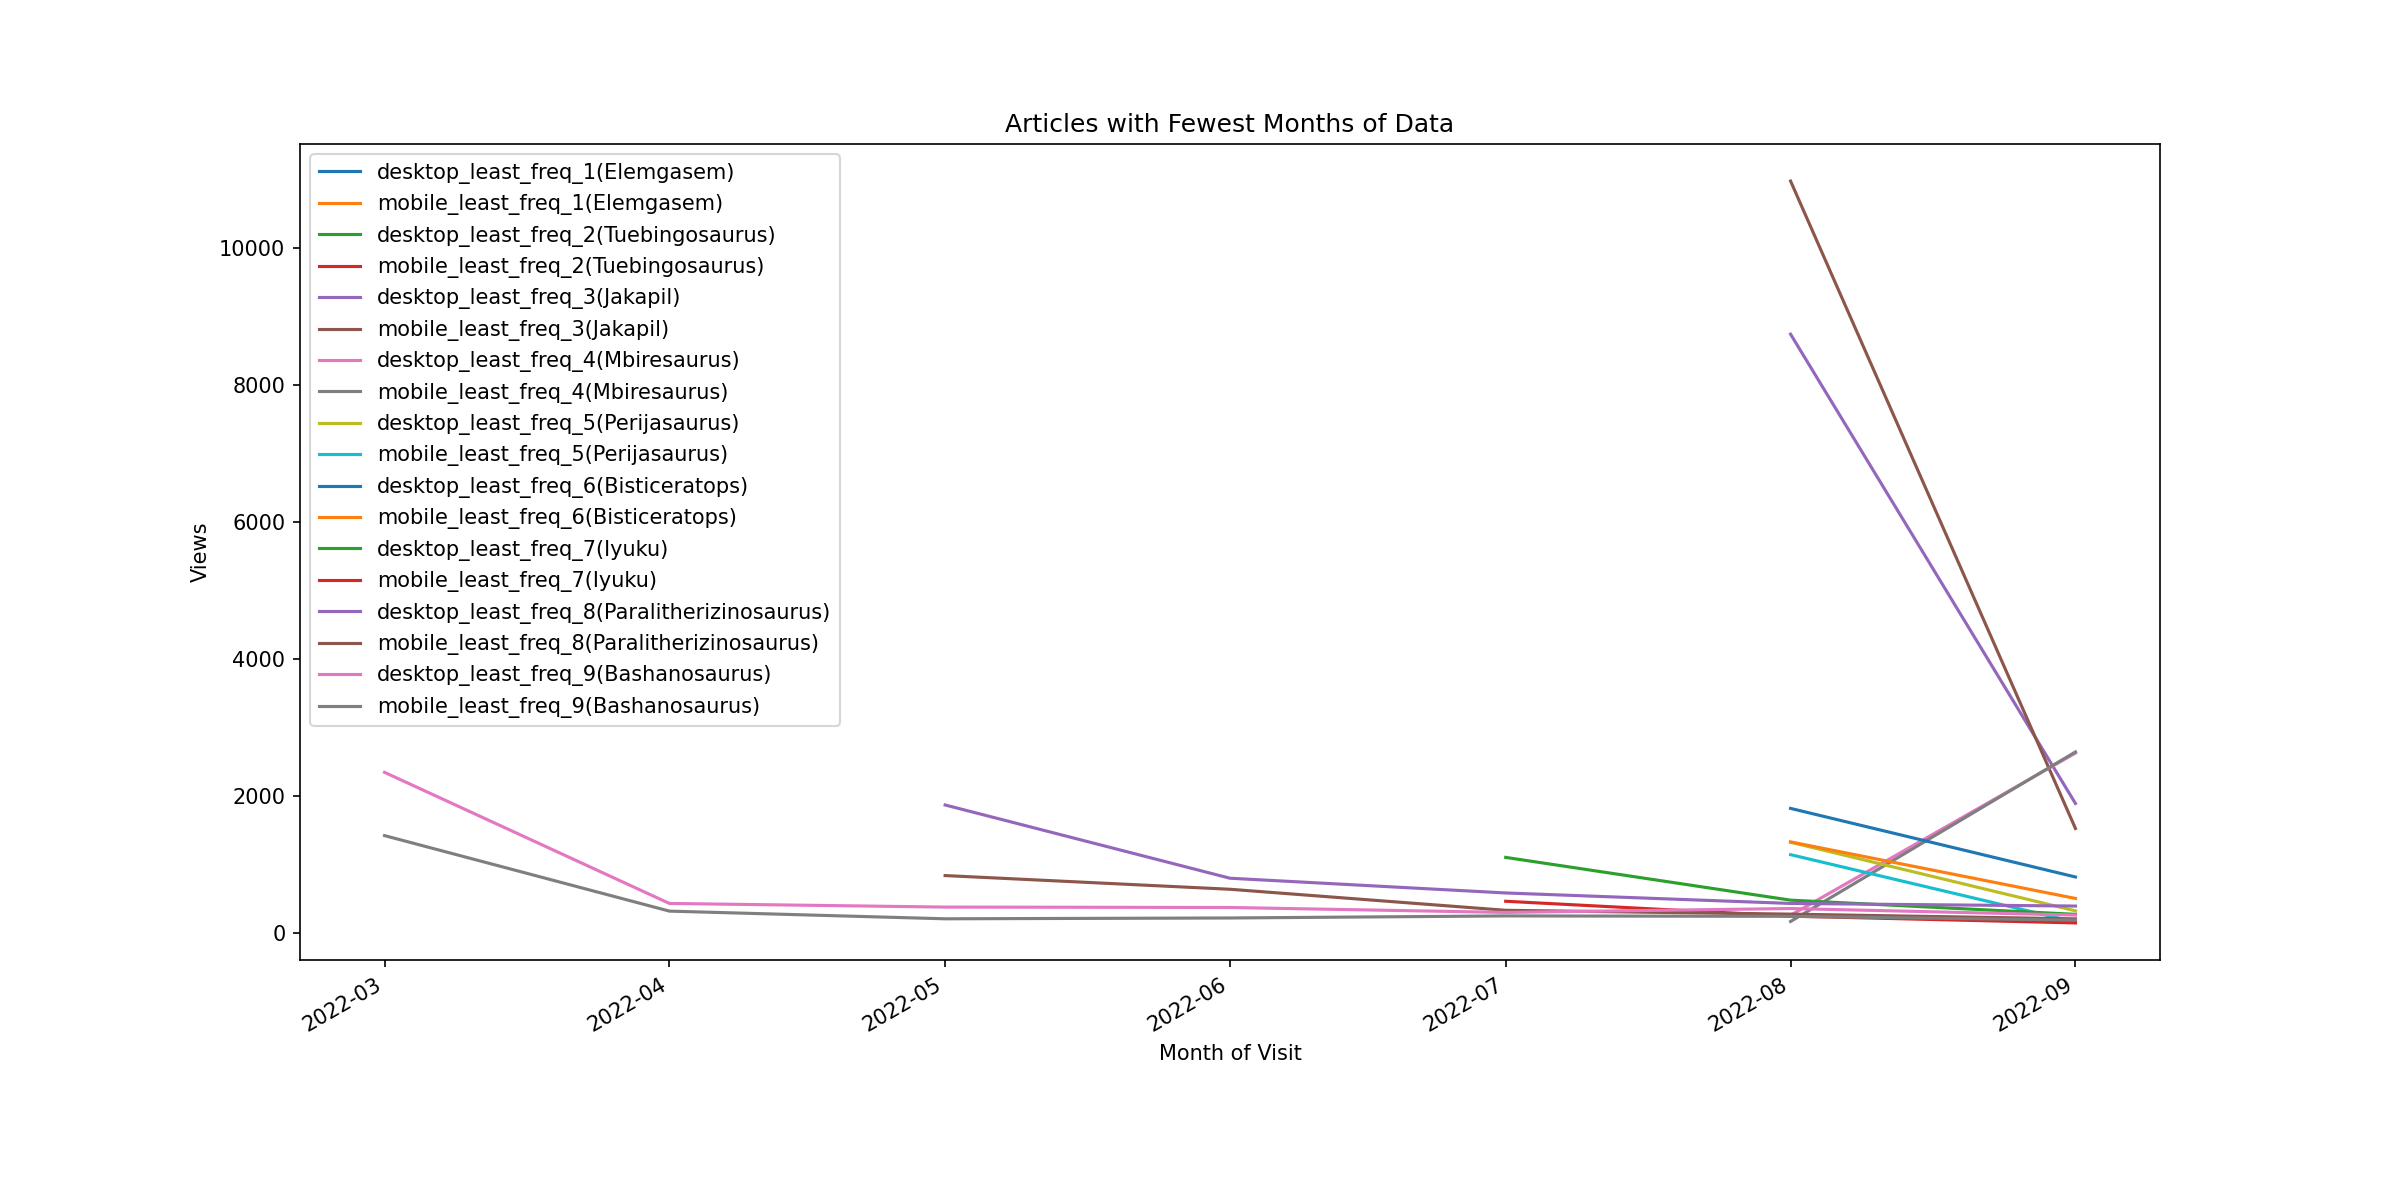 Articles with Fewest Months of Data
desktop_least_freq_1(Elemgasem)
mobile_least_freq_1(Elemgasem)
desktop_least_freq_2(Tuebingosaurus)
mobile_least_freq_2(Tuebingosaurus)
desktop_least_freq_3(Jakapil)
mobile_least_freq_3(Jakapil)
desktop_least_freq_4(Mbiresaurus)
mobile_least_freq_4(Mbiresaurus)
desktop_least_freq_5(Perijasaurus)
mobile_least_freq_5(Perijasaurus)
desktop_least_freq_6(Bisticeratops)
mobile_least_freq_6(Bisticeratops)
desktop_least_freq_7(Iyuku)
mobile_least_freq_7(Iyuku)
desktop_least_freq_8(Paralitherizinosaurus)
mobile_least_freq_8(Paralitherizinosaurus)
desktop_least_freq_9(Bashanosaurus)
mobile_least_freq_9(Bashanosaurus)
10000
8000
6000
4000
2000
0
Views
2022-03
2022-04
2022-05
2022-06
2022-07
2022-08
2022-09
Month of Visit